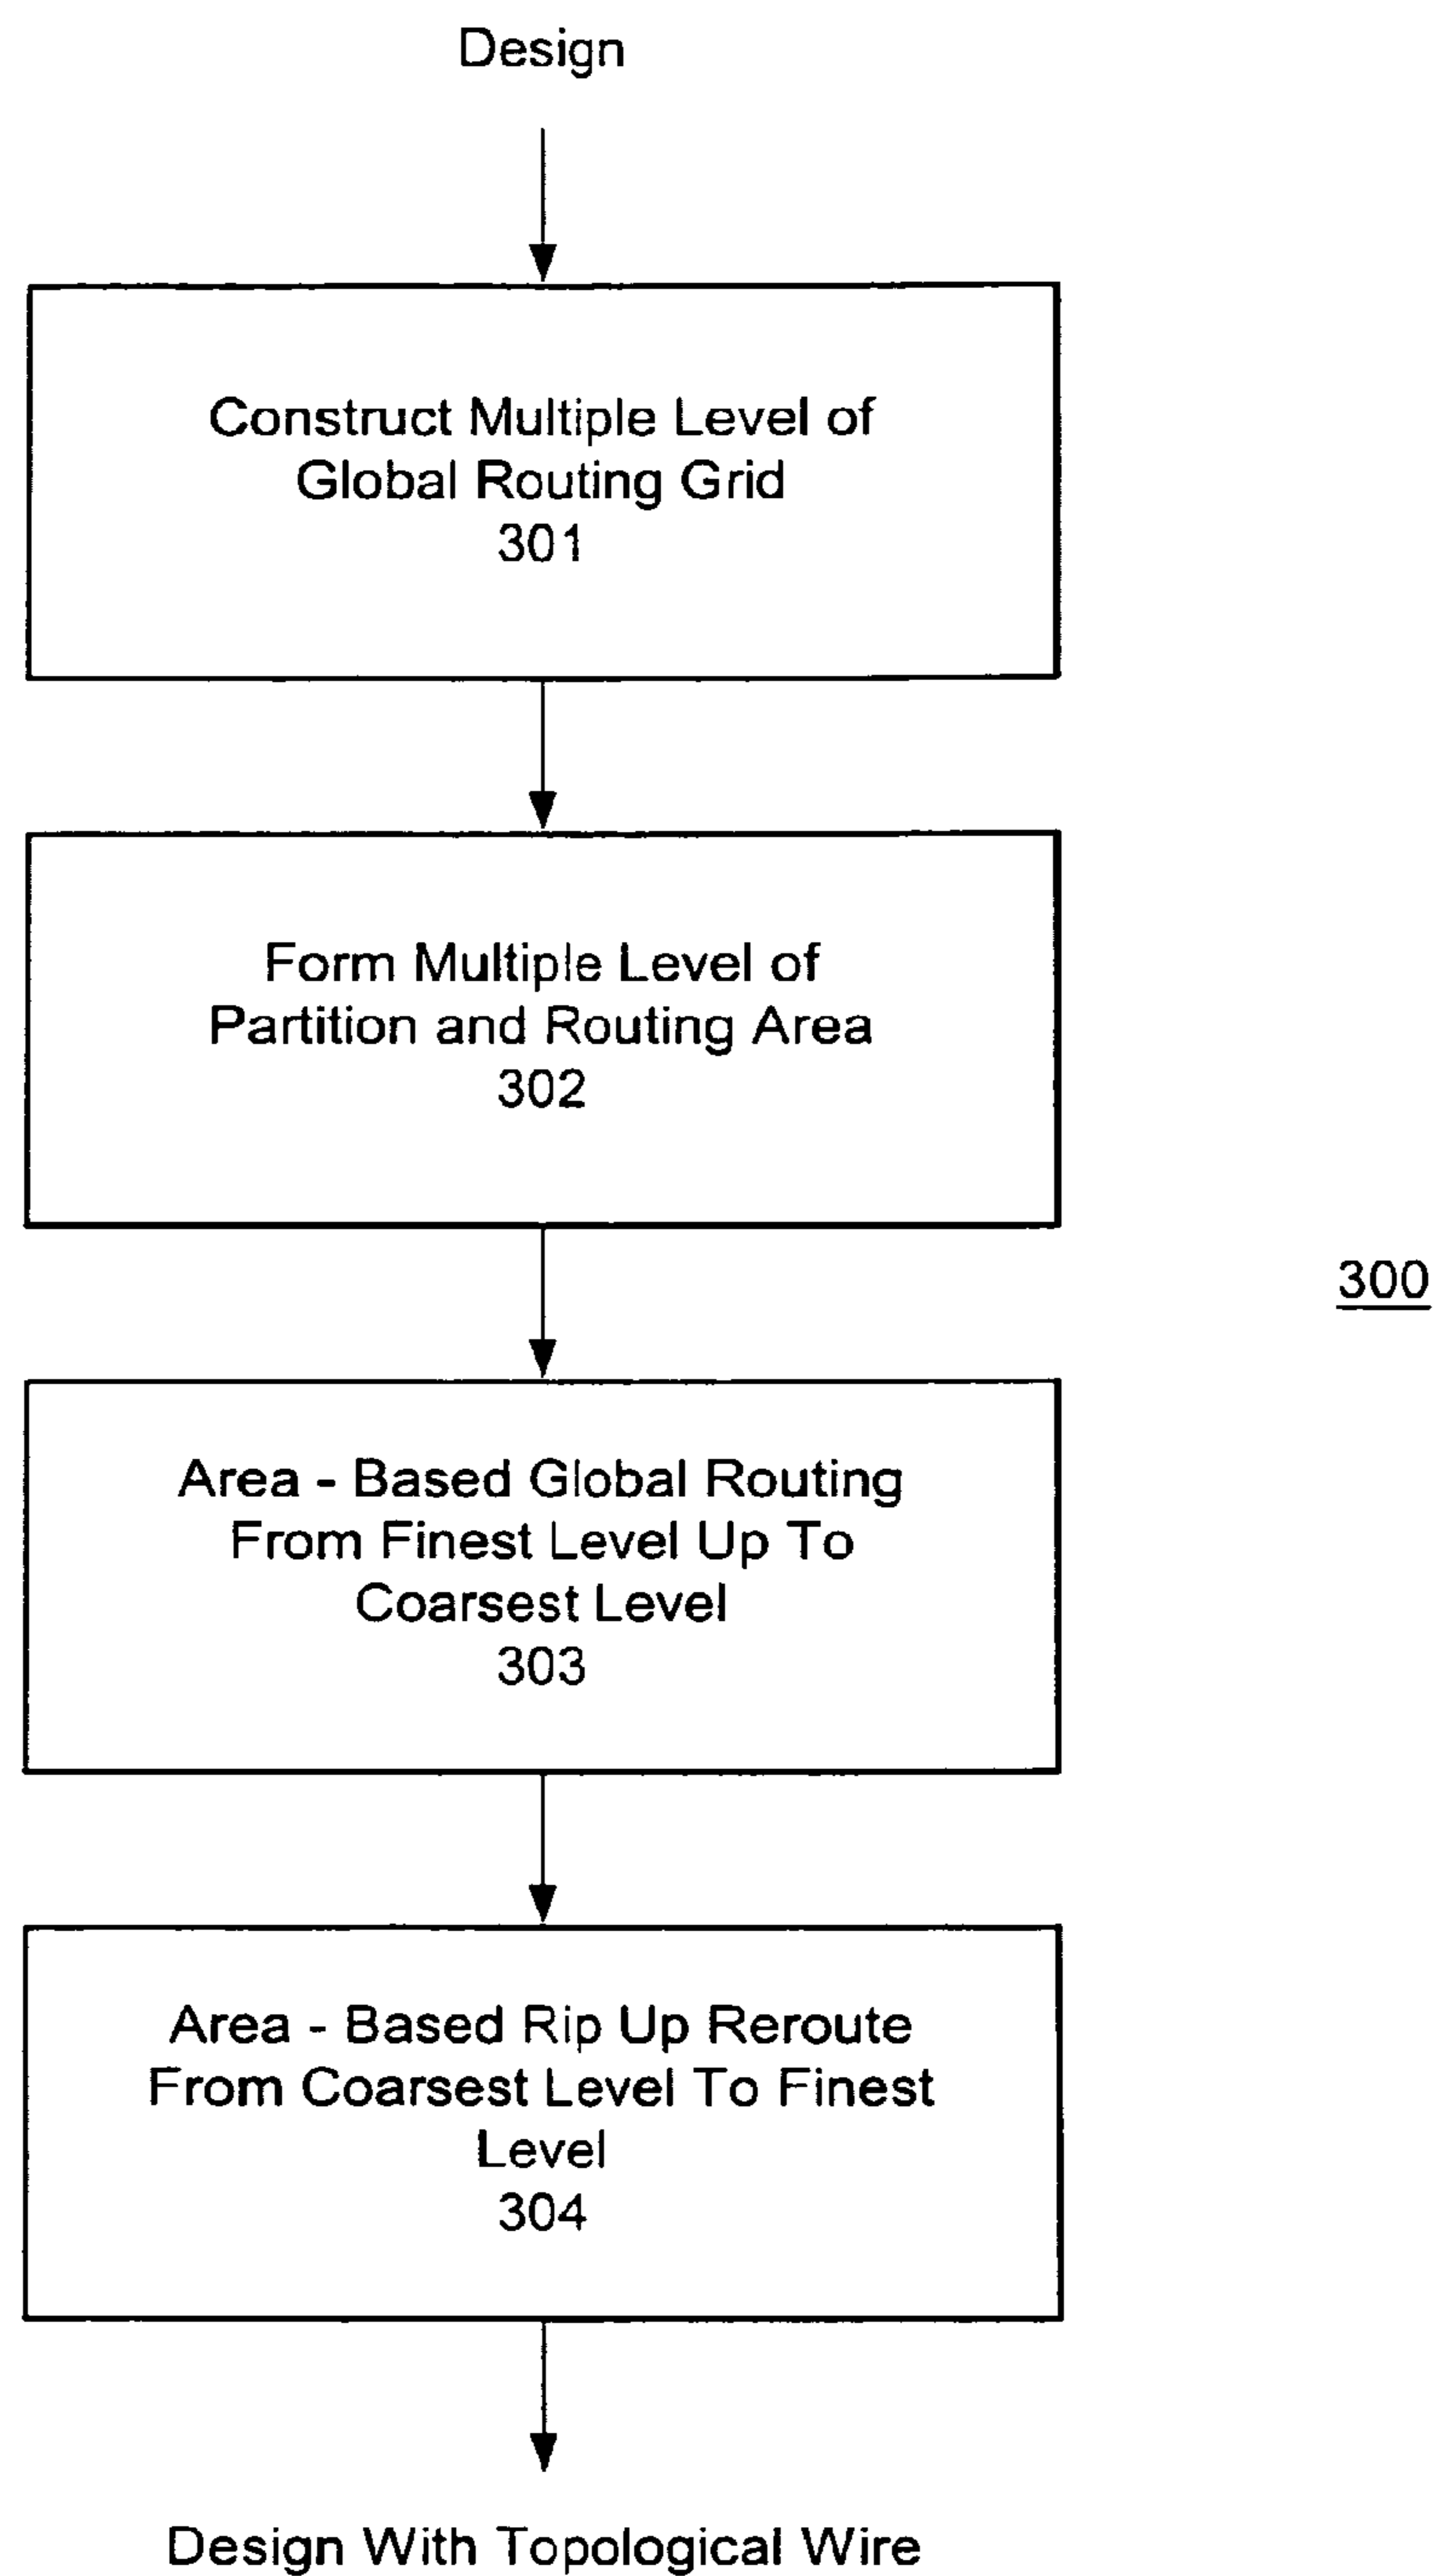 Design
Construct Multiple Level of
Global Routing Grid
301
Form Multiple Level of
Partition and Routing Area
302
300
Area - Based Global Routing
From Finest Level Up To
Coarsest Level
303
Area - Based Rip Up Reroute
From Coarsest Level To Finest
Level
304
Design With Topological Wire